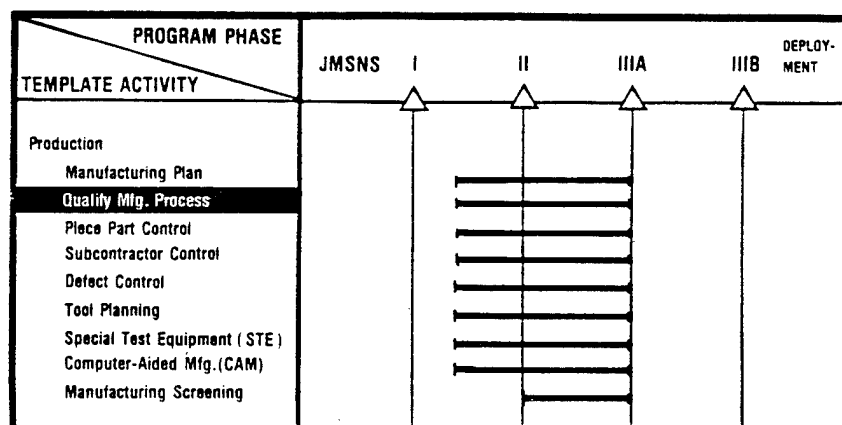 PROGRAM PHASE
TEMPLATE ACTIVITY
JMSNS I II IIIA IIIB DEPLOY-
MENT
Production
Manufacturing Plan
Qualify Mfg. Process
Piece Part Control
Subcontractor Control
Defect Control
Tool Planning
Special Test Equipment (STE)
Computer-Aided Mfg.(CAM)
Manufacturing Screening